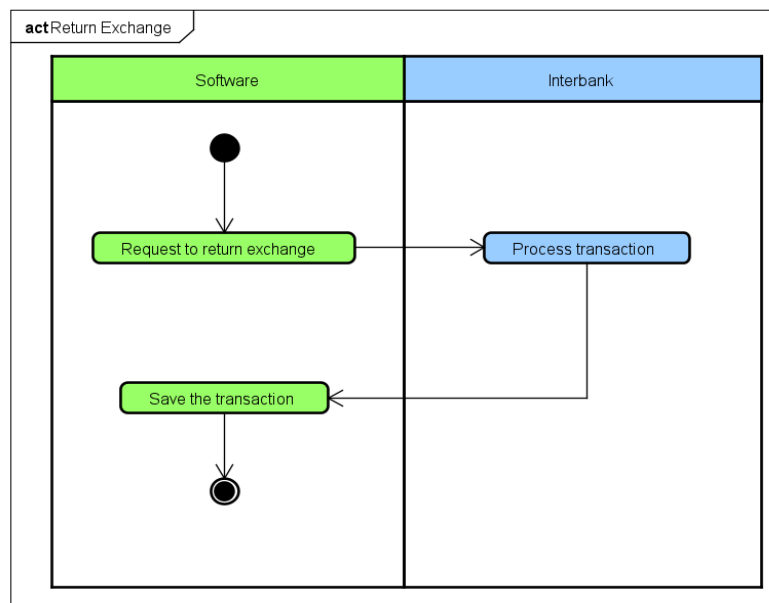 act Return Exchange
Software
Interbank
Request to return exchange
Process transaction
Save the transaction